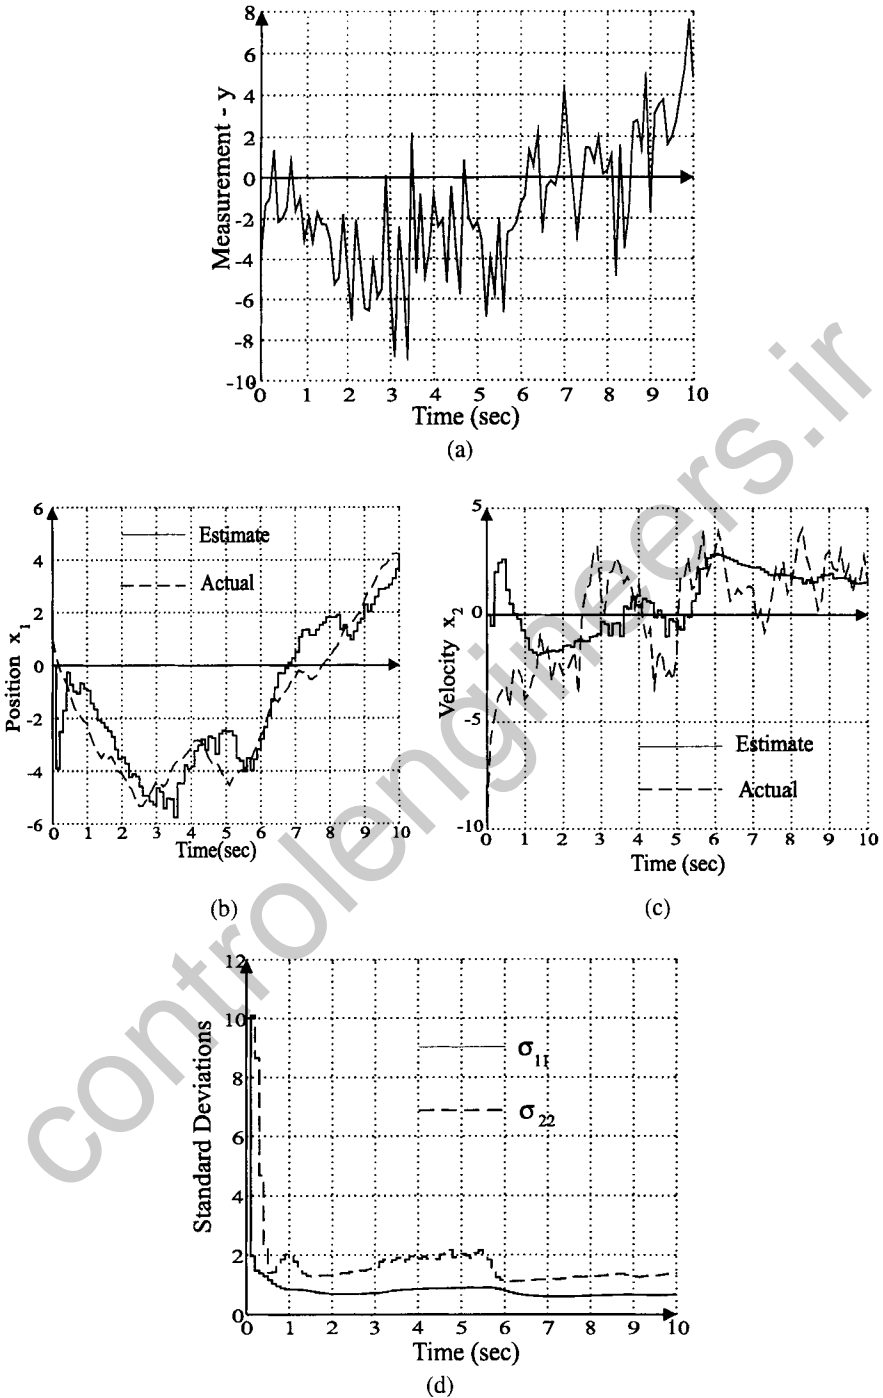 8
6
4
2
0
-2
-4
-6
-8
-10
Measurement - y
0 1 2 3 4 5 6 7 8 9 10
Time (sec)
(a)
6
4
2
0
-2
-4
-6
Position x1
Estimate
Actual
0 1 2 3 4 5 6 7 8 9 10
Time(sec)
(b)
5
0
-5
-10
Velocity x2
Estimate
Actual
0 1 2 3 4 5 6 7 8 9 10
Time (sec)
(c)
12
10
8
6
4
2
0
Standard Deviations
σ11
σ22
0 1 2 3 4 5 6 7 8 9 10
Time (sec)
(d)
controlengineers.ir